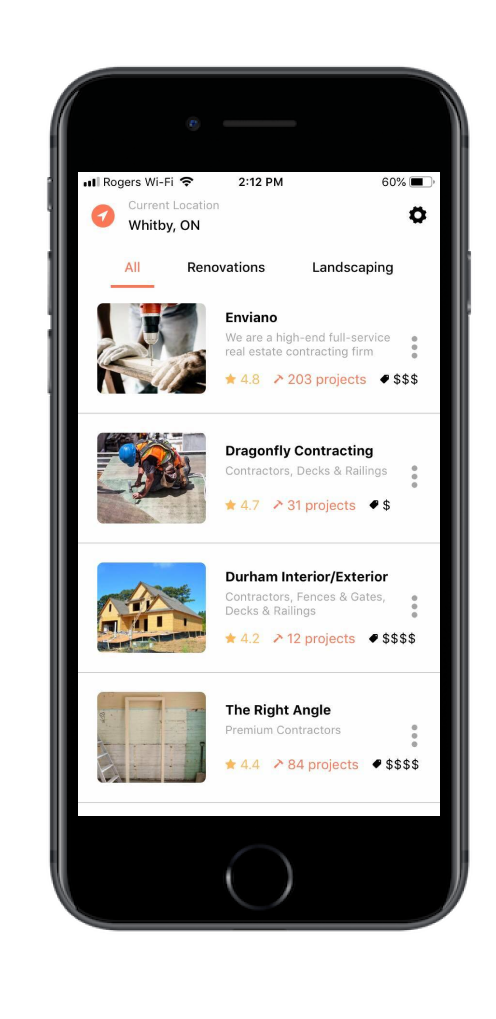 Rogers Wi-Fi 2:12 PM 60%
Current Location
Whitby, ON
All Renovations Landscaping
Enviano
We are a high-end full-service
real estate contracting firm
4.8 203 projects $$$
Dragonfly Contracting
Contractors, Decks & Railings
4.7 31 projects $
Durham Interior/Exterior
Contractors, Fences & Gates,
Decks & Railings
4.2 12 projects $$$$
The Right Angle
Premium Contractors
4.4 84 projects $$$$